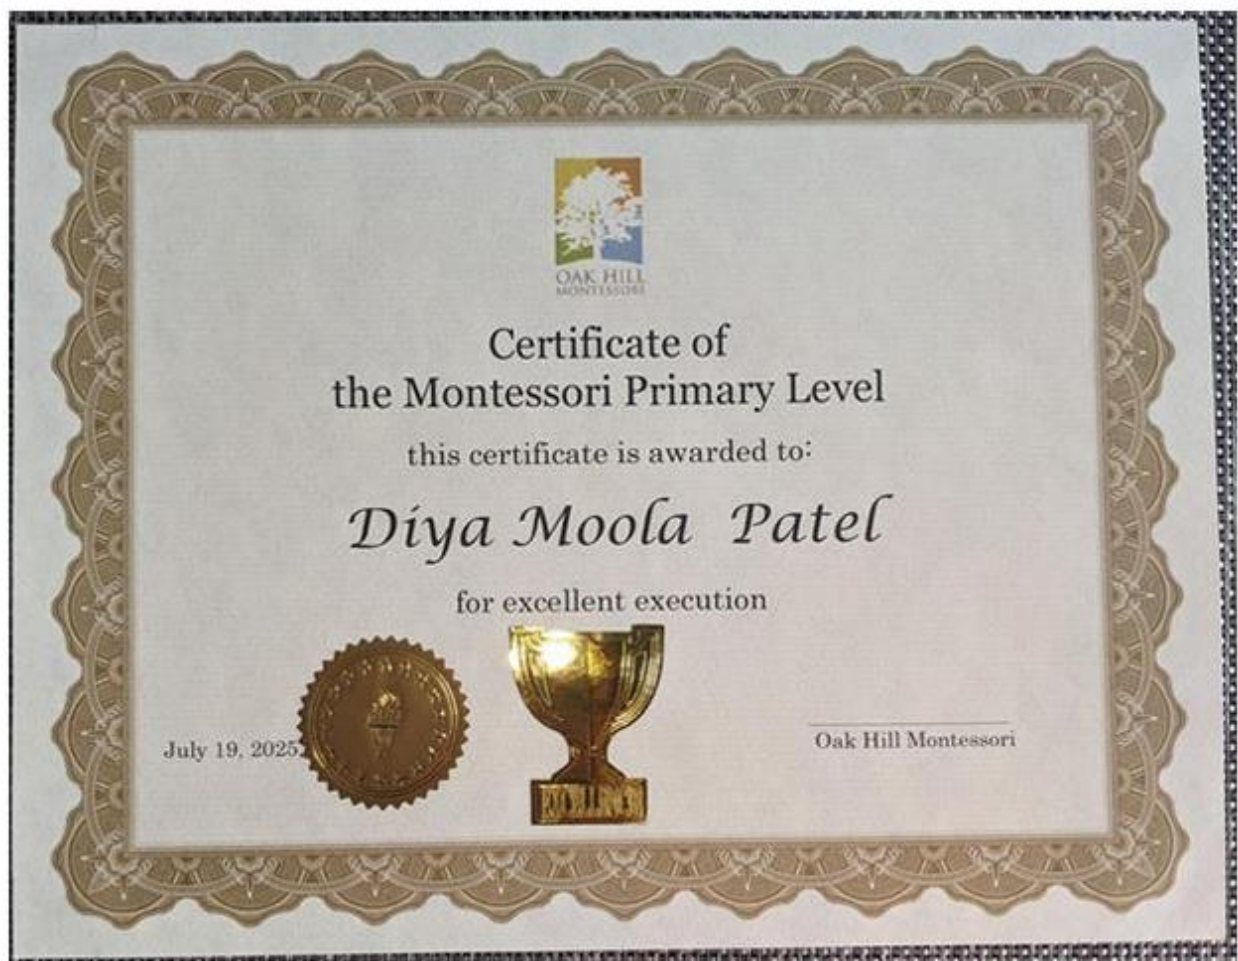 OAK HILL
MONTESSORI
Certificate of
the Montessori Primary Level
this certificate is awarded to:
Diya Moola Patel
for excellent execution
July 19, 2025
Oak Hill Montessori
EXCELLENCE